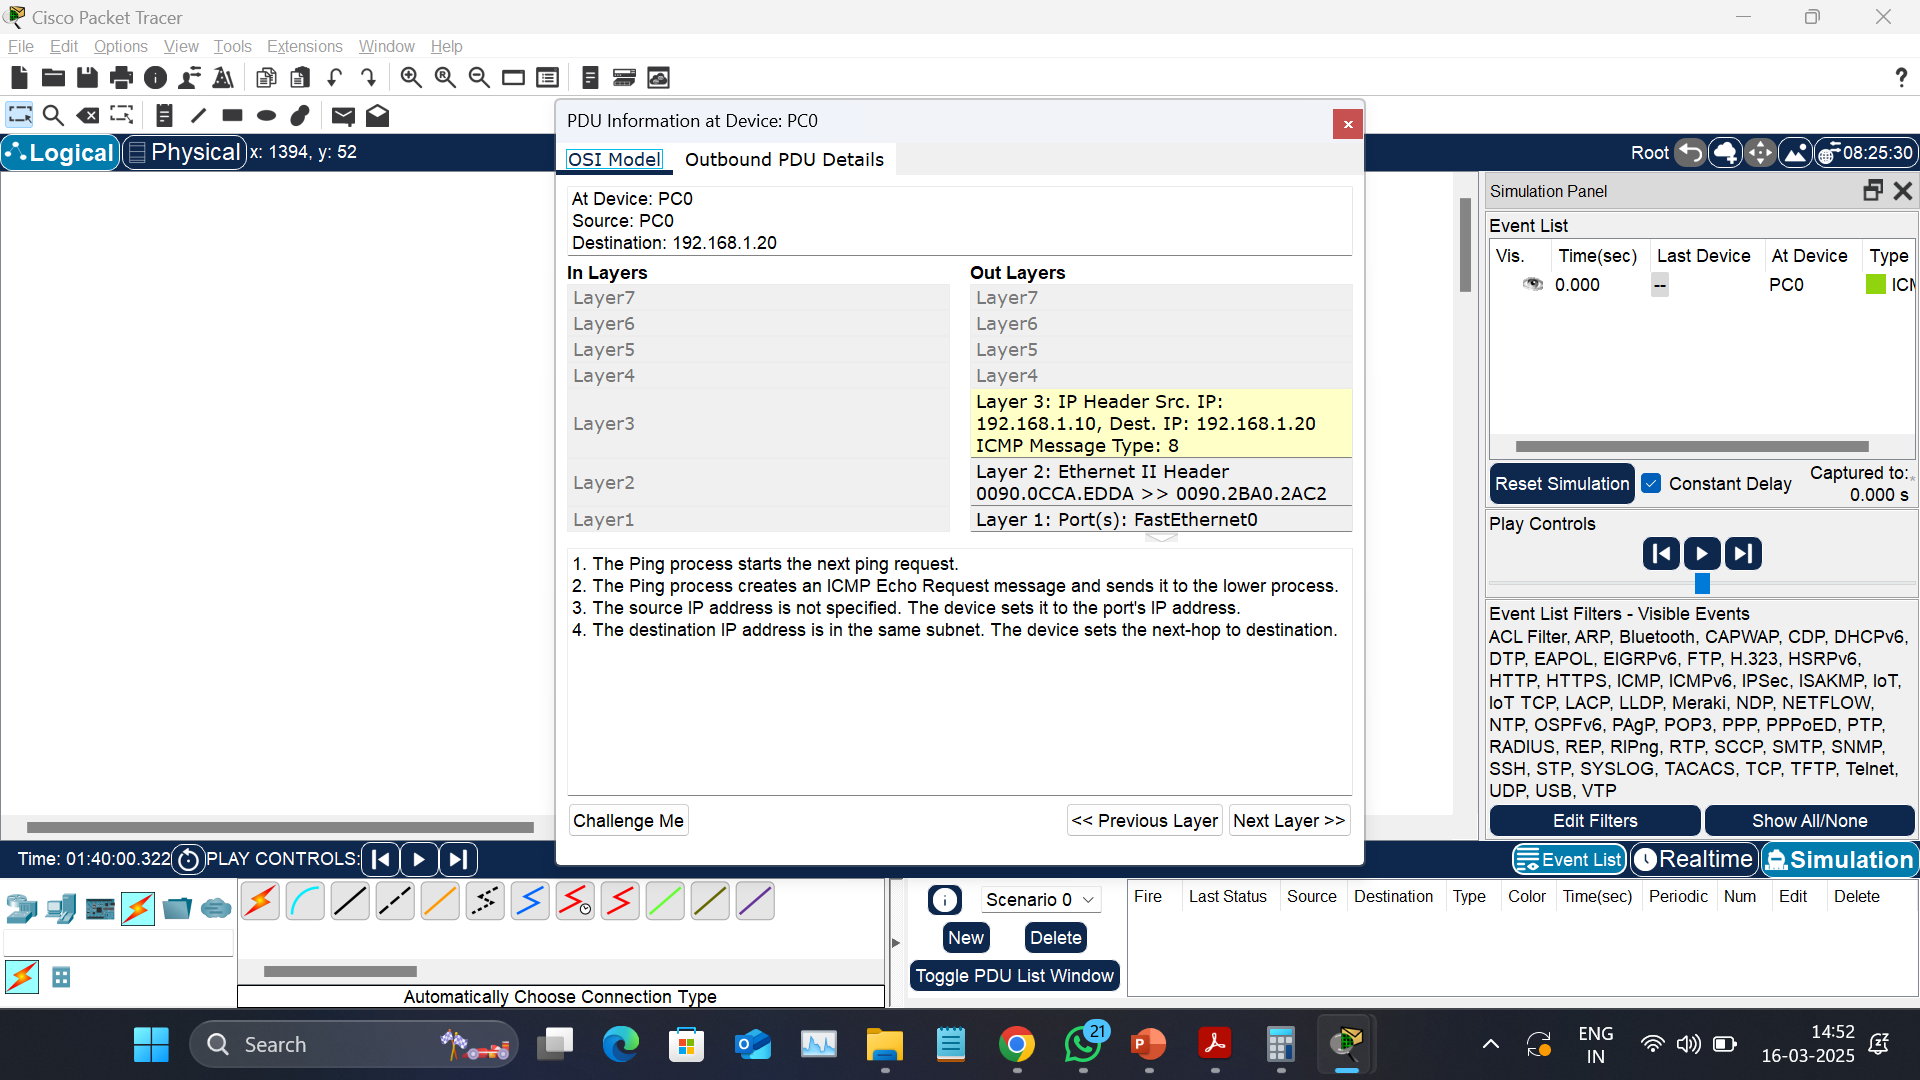 Cisco Packet Tracer
File Edit Options View Tools Extensions Window Help
?
Logical Physical x: 1394, y: 52
Root 08:25:30
PDU Information at Device: PC0
OSI Model Outbound PDU Details
At Device: PC0
Source: PC0
Destination: 192.168.1.20
In Layers
Layer7
Layer6
Layer5
Layer4
Layer3
Layer2
Layer1
Out Layers
Layer7
Layer6
Layer5
Layer4
Layer 3: IP Header Src. IP:
192.168.1.10, Dest. IP: 192.168.1.20
ICMP Message Type: 8
Layer 2: Ethernet II Header
0090.0CCA.EDDA >> 0090.2BA0.2AC2
Layer 1: Port(s): FastEthernet0
1. The Ping process starts the next ping request.
2. The Ping process creates an ICMP Echo Request message and sends it to the lower process.
3. The source IP address is not specified. The device sets it to the port's IP address.
4. The destination IP address is in the same subnet. The device sets the next-hop to destination.
Challenge Me << Previous Layer Next Layer >>
Simulation Panel
Event List
Vis. Time(sec) Last Device At Device Type
0.000 -- PC0 ICM
Reset Simulation Constant Delay Captured to:
0.000 s
Play Controls
Event List Filters - Visible Events
ACL Filter, ARP, Bluetooth, CAPWAP, CDP, DHCPv6,
DTP, EAPOL, EIGRPv6, FTP, H.323, HSRPv6,
HTTP, HTTPS, ICMP, ICMPv6, IPSec, ISAKMP, IoT,
IoT TCP, LACP, LLDP, Meraki, NDP, NETFLOW,
NTP, OSPFv6, PAgP, POP3, PPP, PPPoED, PTP,
RADIUS, REP, RIPng, RTP, SCCP, SMTP, SNMP,
SSH, STP, SYSLOG, TACACS, TCP, TFTP, Telnet,
UDP, USB, VTP
Edit Filters Show All/None
Time: 01:40:00.322 PLAY CONTROLS:
Event List Realtime Simulation
Automatically Choose Connection Type
Scenario 0
New Delete
Toggle PDU List Window
Fire Last Status Source Destination Type Color Time(sec) Periodic Num Edit Delete
Search
21
ENG
IN
14:52
16-03-2025